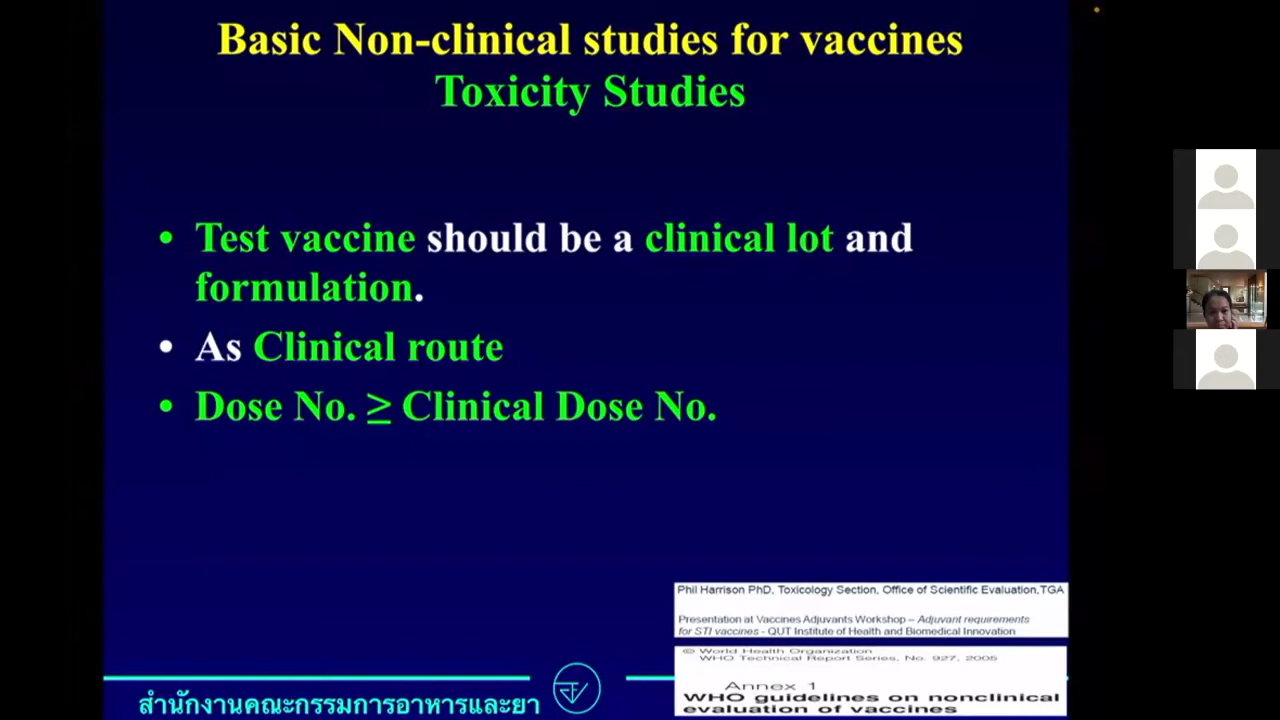 Basic Non-clinical studies for vaccines
Toxicity Studies
• Test vaccine should be a clinical lot and
formulation.
• As Clinical route
• Dose No. ≥ Clinical Dose No.
Phil Harrison PhD, Toxicology Section, Office of Scientific Evaluation,TGA
Presentation at Vaccines Adjuvants Workshop – Adjuvant requirements
for STI vaccines - QUT Institute of Health and Biomedical Innovation
© World Health Organization
WHO Technical Report Series, No. 927, 2005
Annex 1
WHO guidelines on nonclinical
evaluation of vaccines
สำนักงานคณะกรรมการอาหารและยา